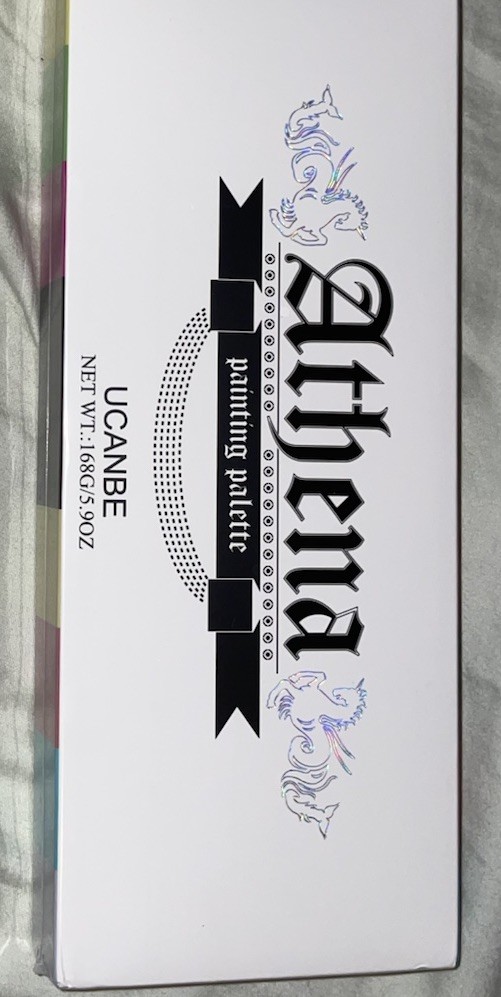 Athena
painting palette
UCANBE
NET WT.:168G/5.9OZ